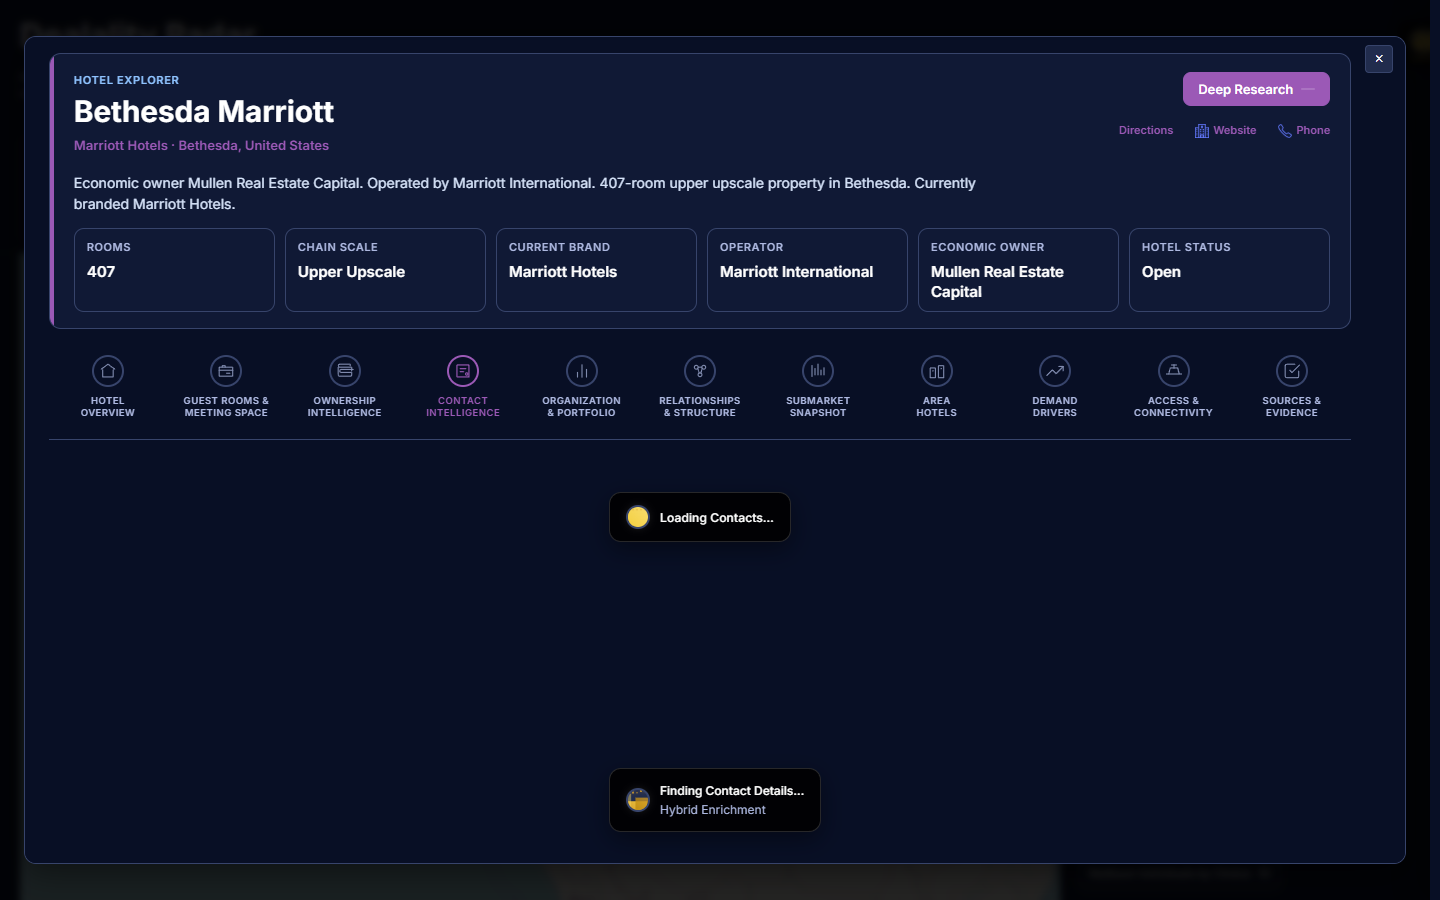 HOTEL EXPLORER
Bethesda Marriott
Marriott Hotels · Bethesda, United States
Deep Research —
Directions
Website
Phone
Economic owner Mullen Real Estate Capital. Operated by Marriott International. 407-room upper upscale property in Bethesda. Currently
branded Marriott Hotels.
ROOMS
407
CHAIN SCALE
Upper Upscale
CURRENT BRAND
Marriott Hotels
OPERATOR
Marriott International
ECONOMIC OWNER
Mullen Real Estate
Capital
HOTEL STATUS
Open
HOTEL
OVERVIEW
GUEST ROOMS &
MEETING SPACE
OWNERSHIP
INTELLIGENCE
CONTACT
INTELLIGENCE
ORGANIZATION
& PORTFOLIO
RELATIONSHIPS
& STRUCTURE
SUBMARKET
SNAPSHOT
AREA
HOTELS
DEMAND
DRIVERS
ACCESS &
CONNECTIVITY
SOURCES &
EVIDENCE
Loading Contacts...
Finding Contact Details...
Hybrid Enrichment